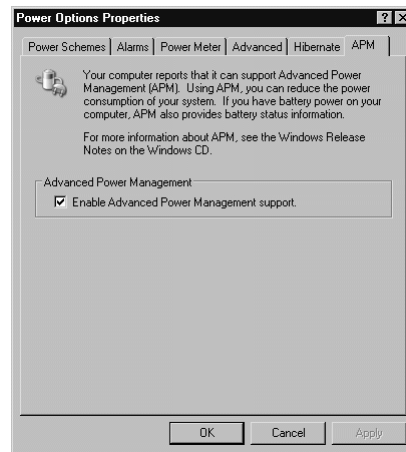 Power Options Properties
Power Schemes Alarms Power Meter Advanced Hibernate APM
Your computer reports that it can support Advanced Power
Management (APM). Using APM, you can reduce the power
consumption of your system. If you have battery power on your
computer, APM also provides battery status information.
For more information about APM, see the Windows Release
Notes on the Windows CD.
Advanced Power Management
Enable Advanced Power Management support.
OK Cancel Apply